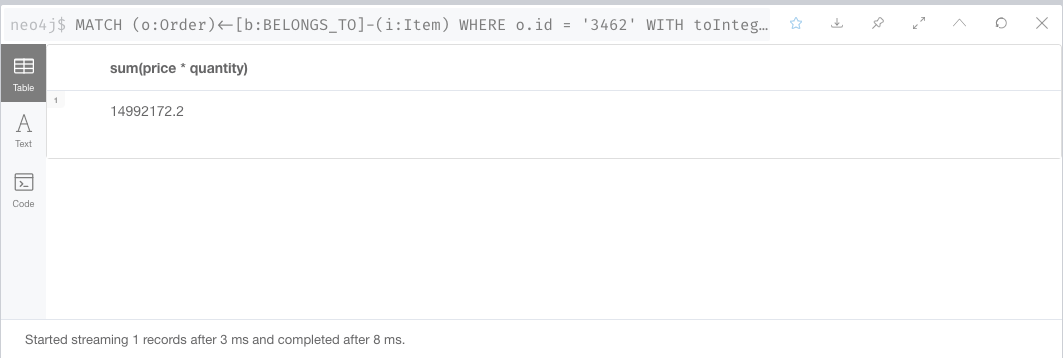 neo4j$ MATCH (o:Order)<-[b:BELONGS_TO]-(i:Item) WHERE o.id = '3462' WITH toInteg…
Table
sum(price * quantity)
1
14992172.2
A
Text
Code
Started streaming 1 records after 3 ms and completed after 8 ms.